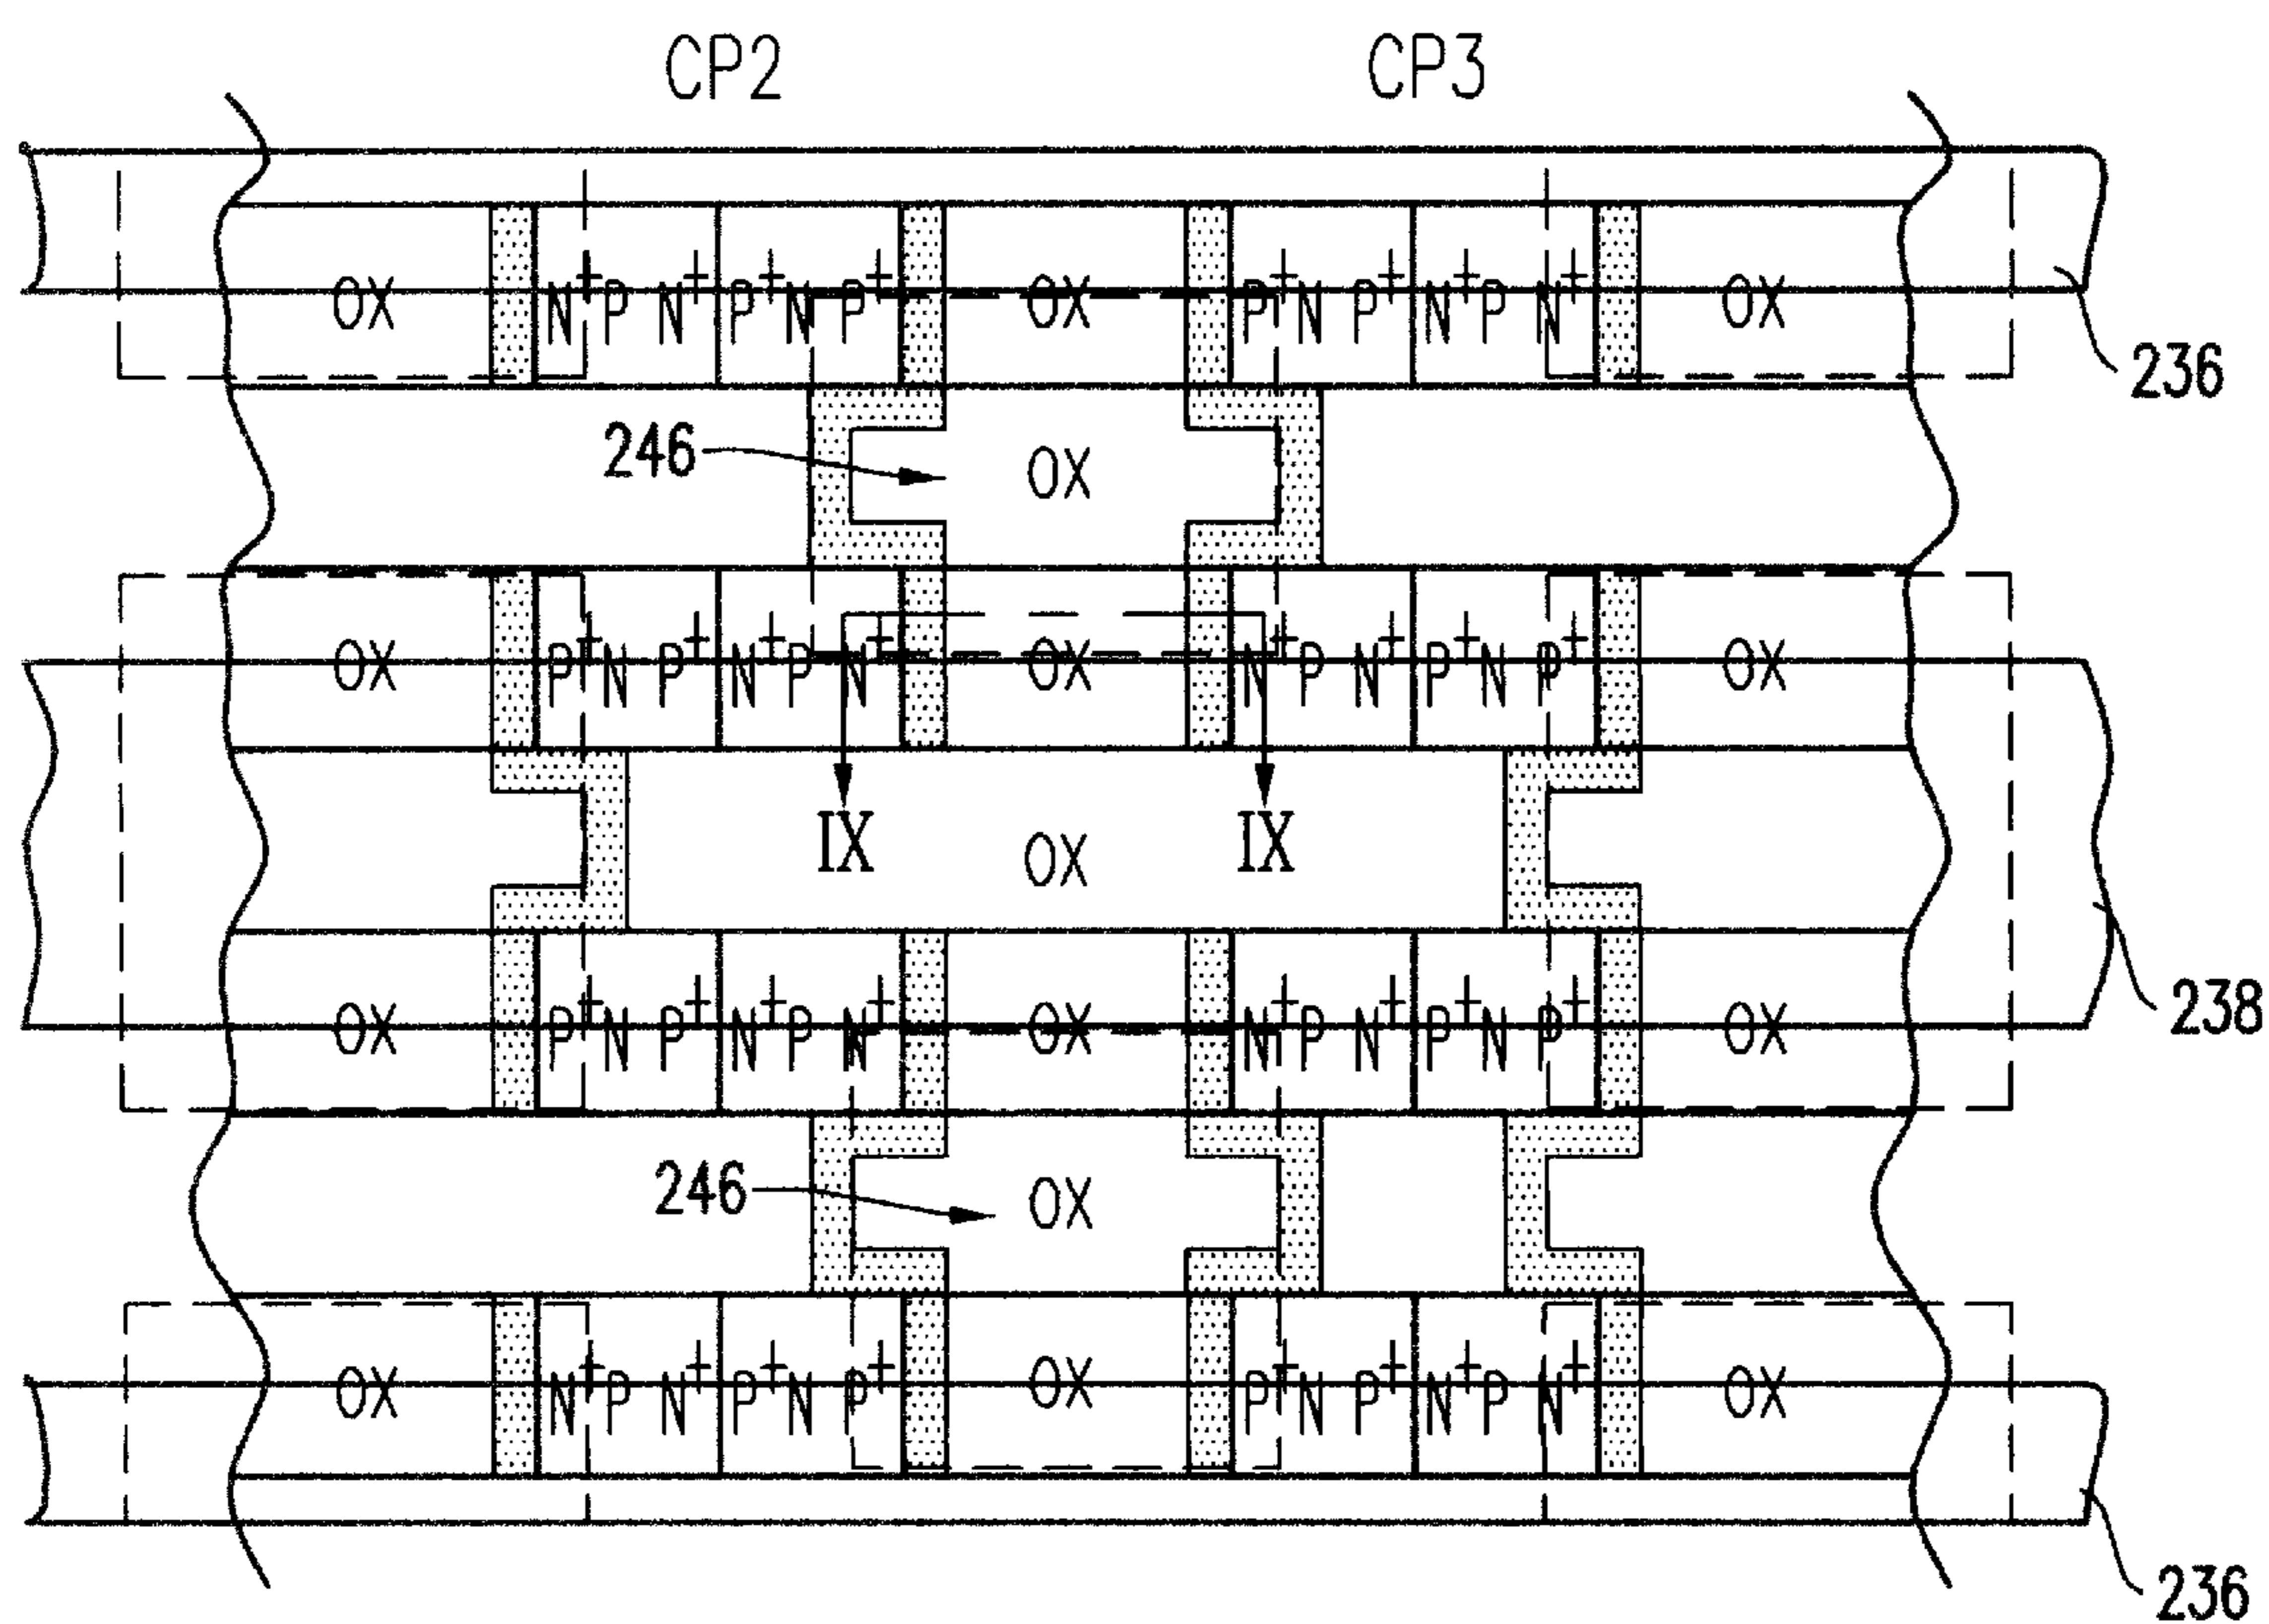 CP2 CP3
OX N⁺P N⁺ P⁺N P⁺ OX P⁺N P⁺ N⁺P N⁺ OX
236
246 OX
OX P⁺N P⁺ N⁺P N⁺ OX N⁺P N⁺ P⁺N P⁺ OX
IX IX
OX
238
OX P⁺N P⁺ N⁺P N⁺ OX N⁺P N⁺ P⁺N P⁺ OX
246 OX
OX N⁺P N⁺ P⁺N P⁺ OX P⁺N P⁺ N⁺P N⁺ OX
236